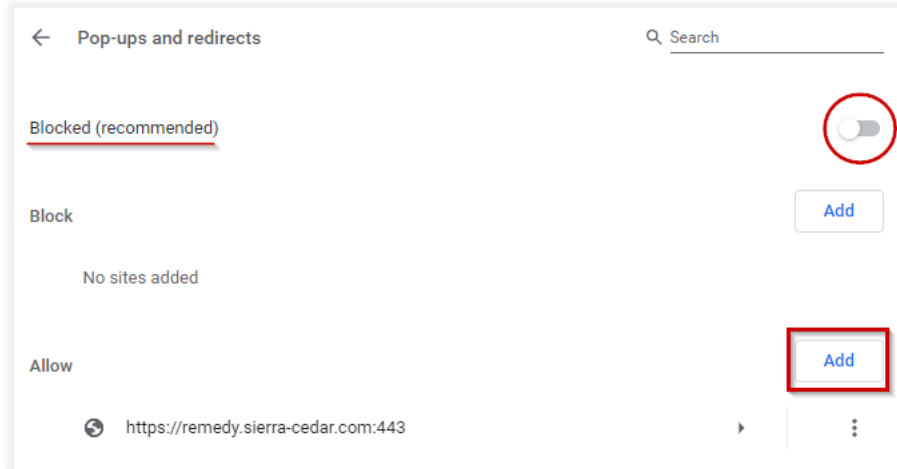 Pop-ups and redirects
Search
Blocked (recommended)
Block
Add
No sites added
Allow
Add
https://remedy.sierra-cedar.com:443